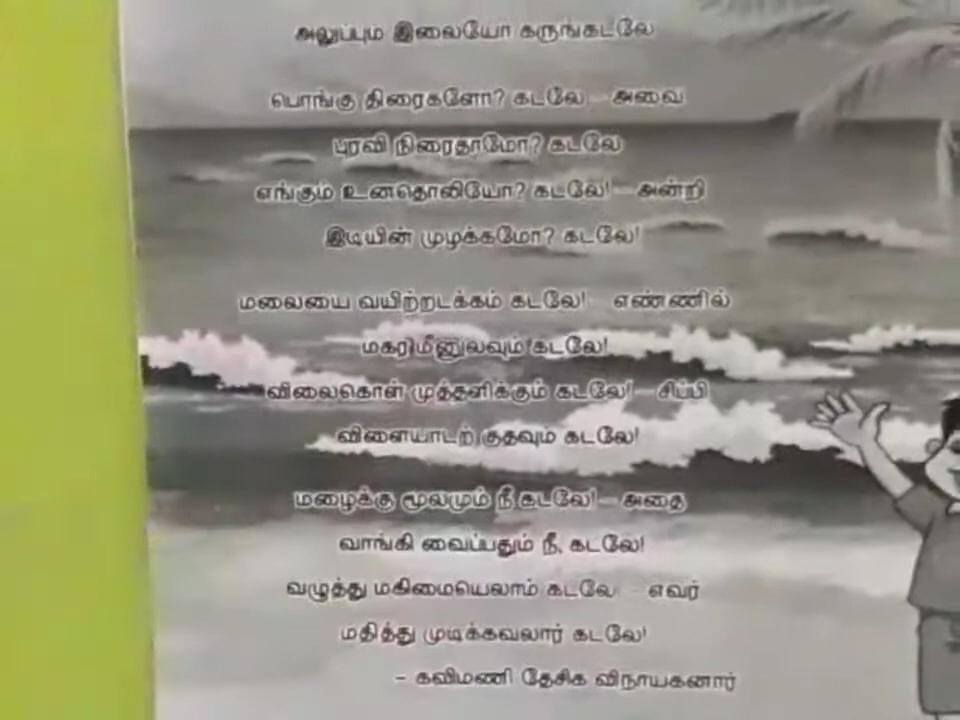 அலுப்பும் இலையோ கருங்கடலே
பொங்கு திரைகளோ? கடலே – அவை
புரவி நிரைதாமோ? கடலே
எங்கும் உனதொலியோ? கடலே! – அன்றி
இடியின் முழக்கமோ? கடலே!
மலையை வயிற்றடக்கம் கடலே! – எண்ணில்
மகரமீனுலவும் கடலே!
விலைகொள் முத்தளிக்கும் கடலே! – சிப்பி
விளையாடற் குதவும் கடலே!
மழைக்கு மூலமும் நீ கடலே! – அதை
வாங்கி வைப்பதும் நீ, கடலே!
வழுத்து மகிமையெலாம் கடலே – எவர்
மதித்து முடிக்கவலார் கடலே!
– கவிமணி தேசிக விநாயகனார்